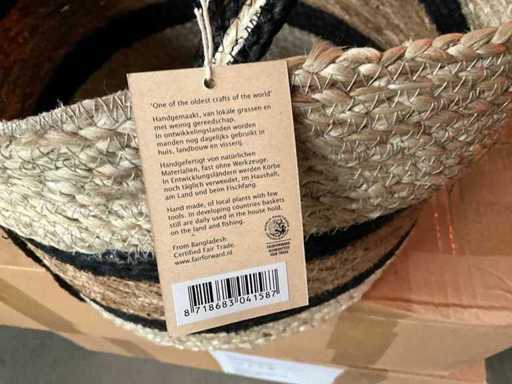 'One of the oldest crafts of the world'
Handgemaakt, van lokale grassen en
met weinig gereedschap.
In ontwikkelingslanden worden
manden nog dagelijks gebruikt in
huis, landbouw en visserij.
Handgefertigt von natürlichen
Materialien, fast ohne Werkzeuge.
In Entwicklungsländern werden Körbe
noch täglich verwendet, im Haushalt,
am Land und beim Fischfang.
Hand made, of local plants with few
tools. In developing countries baskets
still are daily used in the house hold,
on the land and fishing.
From Bangladesh.
Certified Fair Trade.
www.fairforward.nl
GUARANTEED
FAIR TRADE
8 718683 041587